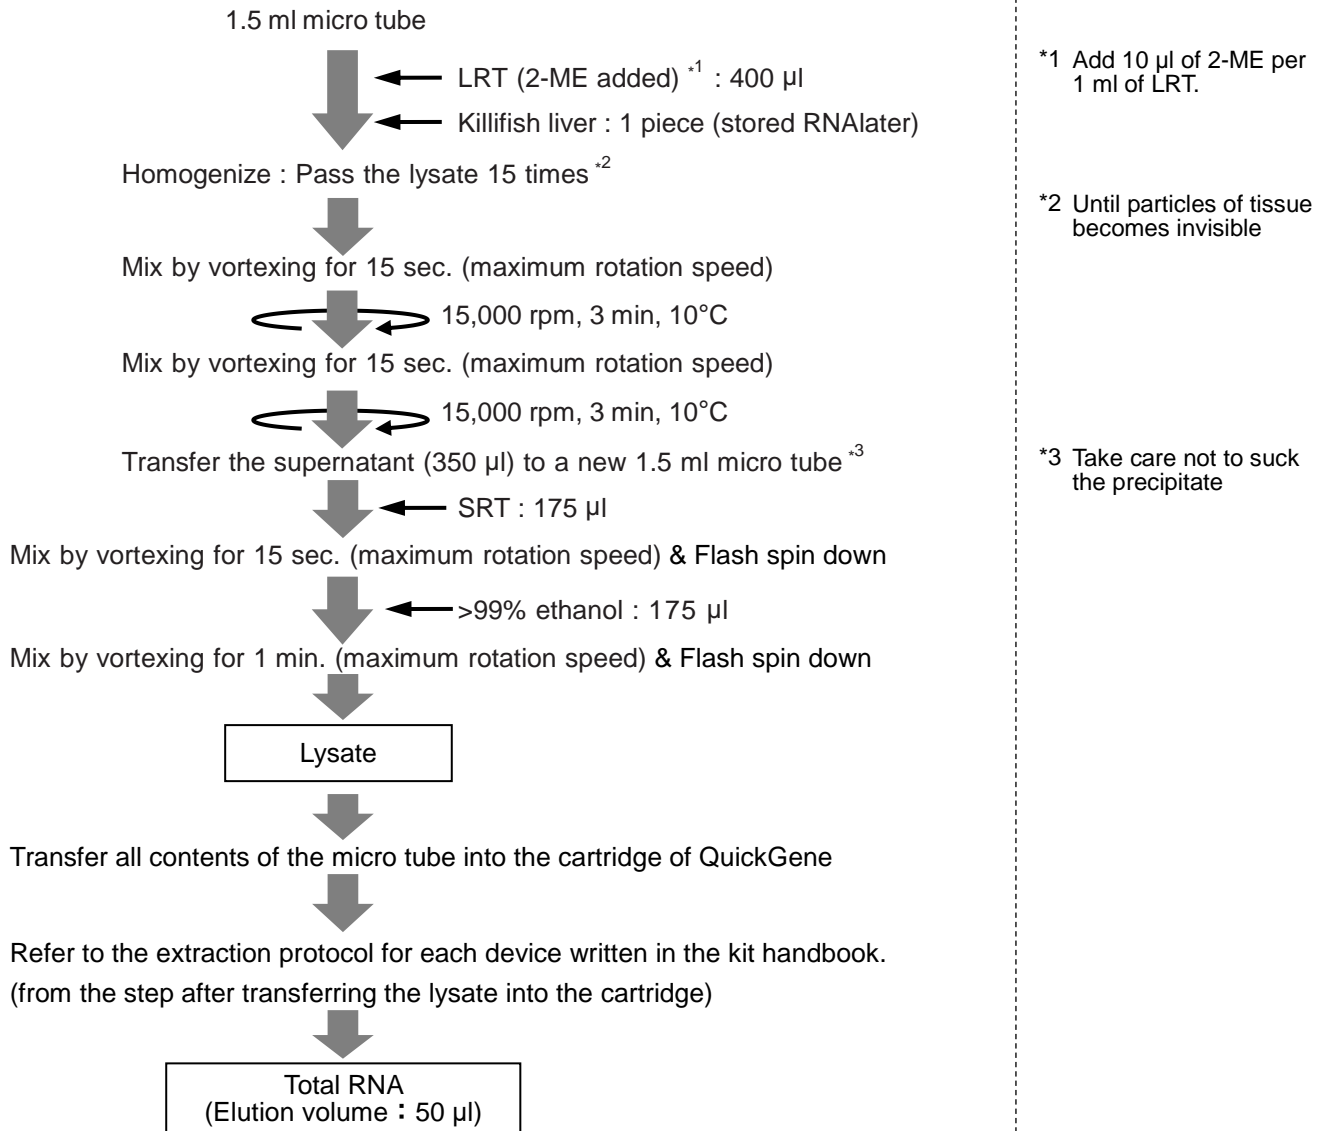 1.5 ml micro tube
LRT (2-ME added) *1 : 400 µl
Killifish liver : 1 piece (stored RNAlater)
Homogenize : Pass the lysate 15 times *2
Mix by vortexing for 15 sec. (maximum rotation speed)
15,000 rpm, 3 min, 10°C
Mix by vortexing for 15 sec. (maximum rotation speed)
15,000 rpm, 3 min, 10°C
Transfer the supernatant (350 µl) to a new 1.5 ml micro tube *3
SRT : 175 µl
Mix by vortexing for 15 sec. (maximum rotation speed) & Flash spin down
>99% ethanol : 175 µl
Mix by vortexing for 1 min. (maximum rotation speed) & Flash spin down
Lysate
Transfer all contents of the micro tube into the cartridge of QuickGene
Refer to the extraction protocol for each device written in the kit handbook.
(from the step after transferring the lysate into the cartridge)
Total RNA
(Elution volume：50 µl)
*1 Add 10 µl of 2-ME per
1 ml of LRT.
*2 Until particles of tissue
becomes invisible
*3 Take care not to suck
the precipitate